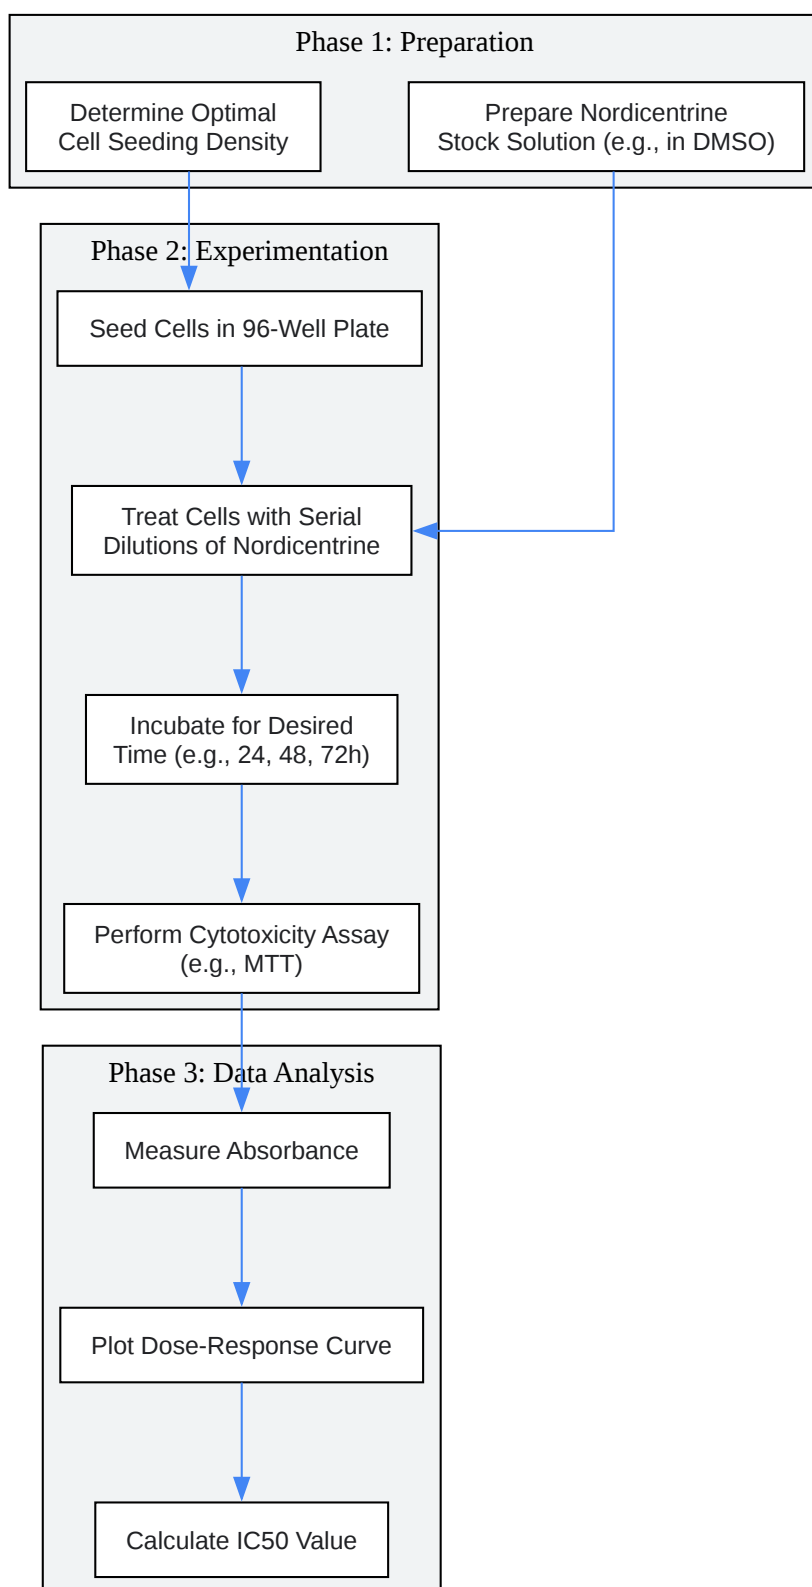 Phase 1: Preparation
Determine Optimal
Cell Seeding Density
Prepare Nordicentrine
Stock Solution (e.g., in DMSO)
Phase 2: Experimentation
Seed Cells in 96-Well Plate
Treat Cells with Serial
Dilutions of Nordicentrine
Incubate for Desired
Time (e.g., 24, 48, 72h)
Perform Cytotoxicity Assay
(e.g., MTT)
Phase 3: Data Analysis
Measure Absorbance
Plot Dose-Response Curve
Calculate IC50 Value